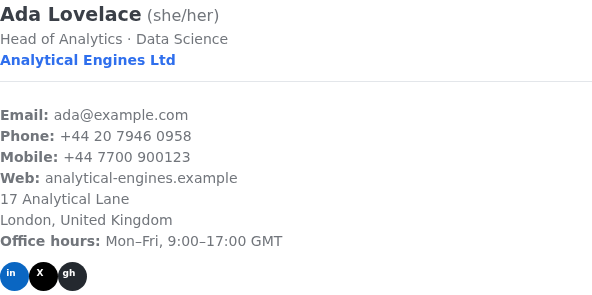 Ada Lovelace (she/her)
Head of Analytics · Data Science
Analytical Engines Ltd
Email: ada@example.com
Phone: +44 20 7946 0958
Mobile: +44 7700 900123
Web: analytical-engines.example
17 Analytical Lane
London, United Kingdom
Office hours: Mon–Fri, 9:00–17:00 GMT
in X gh